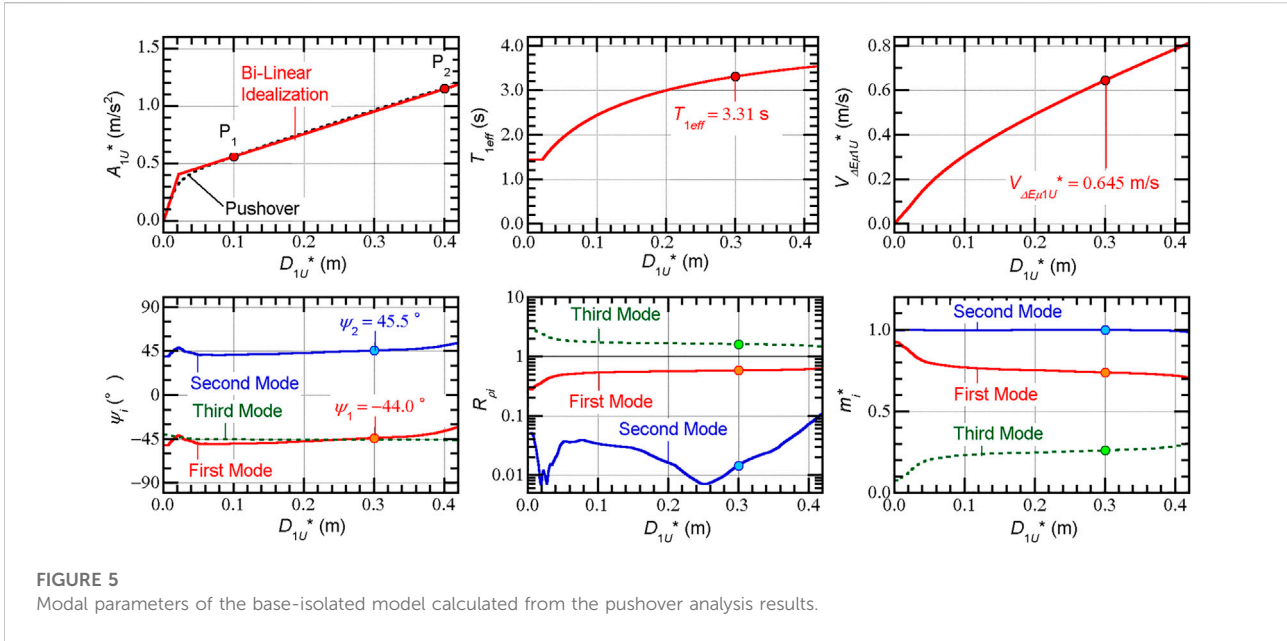 1.5
1.0
0.5
0.0
A1U* (m/s²)
P2
Bi-Linear
Idealization
P1
Pushover
0.0 0.1 0.2 0.3 0.4
D1U* (m)
4.0
3.0
2.0
1.0
0.0
T1eff (s)
T1eff = 3.31 s
0.0 0.1 0.2 0.3 0.4
D1U* (m)
0.8
0.6
0.4
0.2
0.0
VΔEμ1U* (m/s)
VΔEμ1U* = 0.645 m/s
0.0 0.1 0.2 0.3 0.4
D1U* (m)
90
45
0
−45
−90
ψi (°)
ψ2 = 45.5 °
Second Mode
Third Mode
ψ1 = −44.0 °
First Mode
0.0 0.1 0.2 0.3 0.4
D1U* (m)
10
1
0.1
0.01
Rρi
Third Mode
First Mode
Second Mode
0.0 0.1 0.2 0.3 0.4
D1U* (m)
1.0
0.5
0.0
mi*
Second Mode
First Mode
Third Mode
0.0 0.1 0.2 0.3 0.4
D1U* (m)
FIGURE 5
Modal parameters of the base-isolated model calculated from the pushover analysis results.